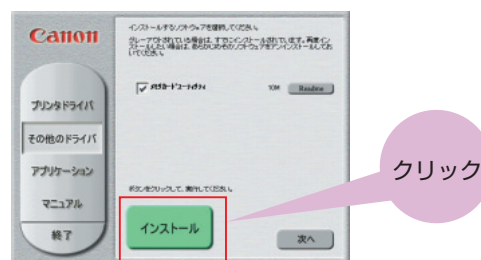 Canon
インストールするソフトウェアを選択してください。
グレーアウトされている場合は、すでにインストールされています。再度イン
ストールしたい場合は、あらかじめそのソフトウェアをアンインストールしてお
いてください。
10M
Readme
プリンタドライバ
その他のドライバ
アプリケーション
マニュアル
終了
ボタンをクリックして、実行してください。
インストール
次へ
クリック